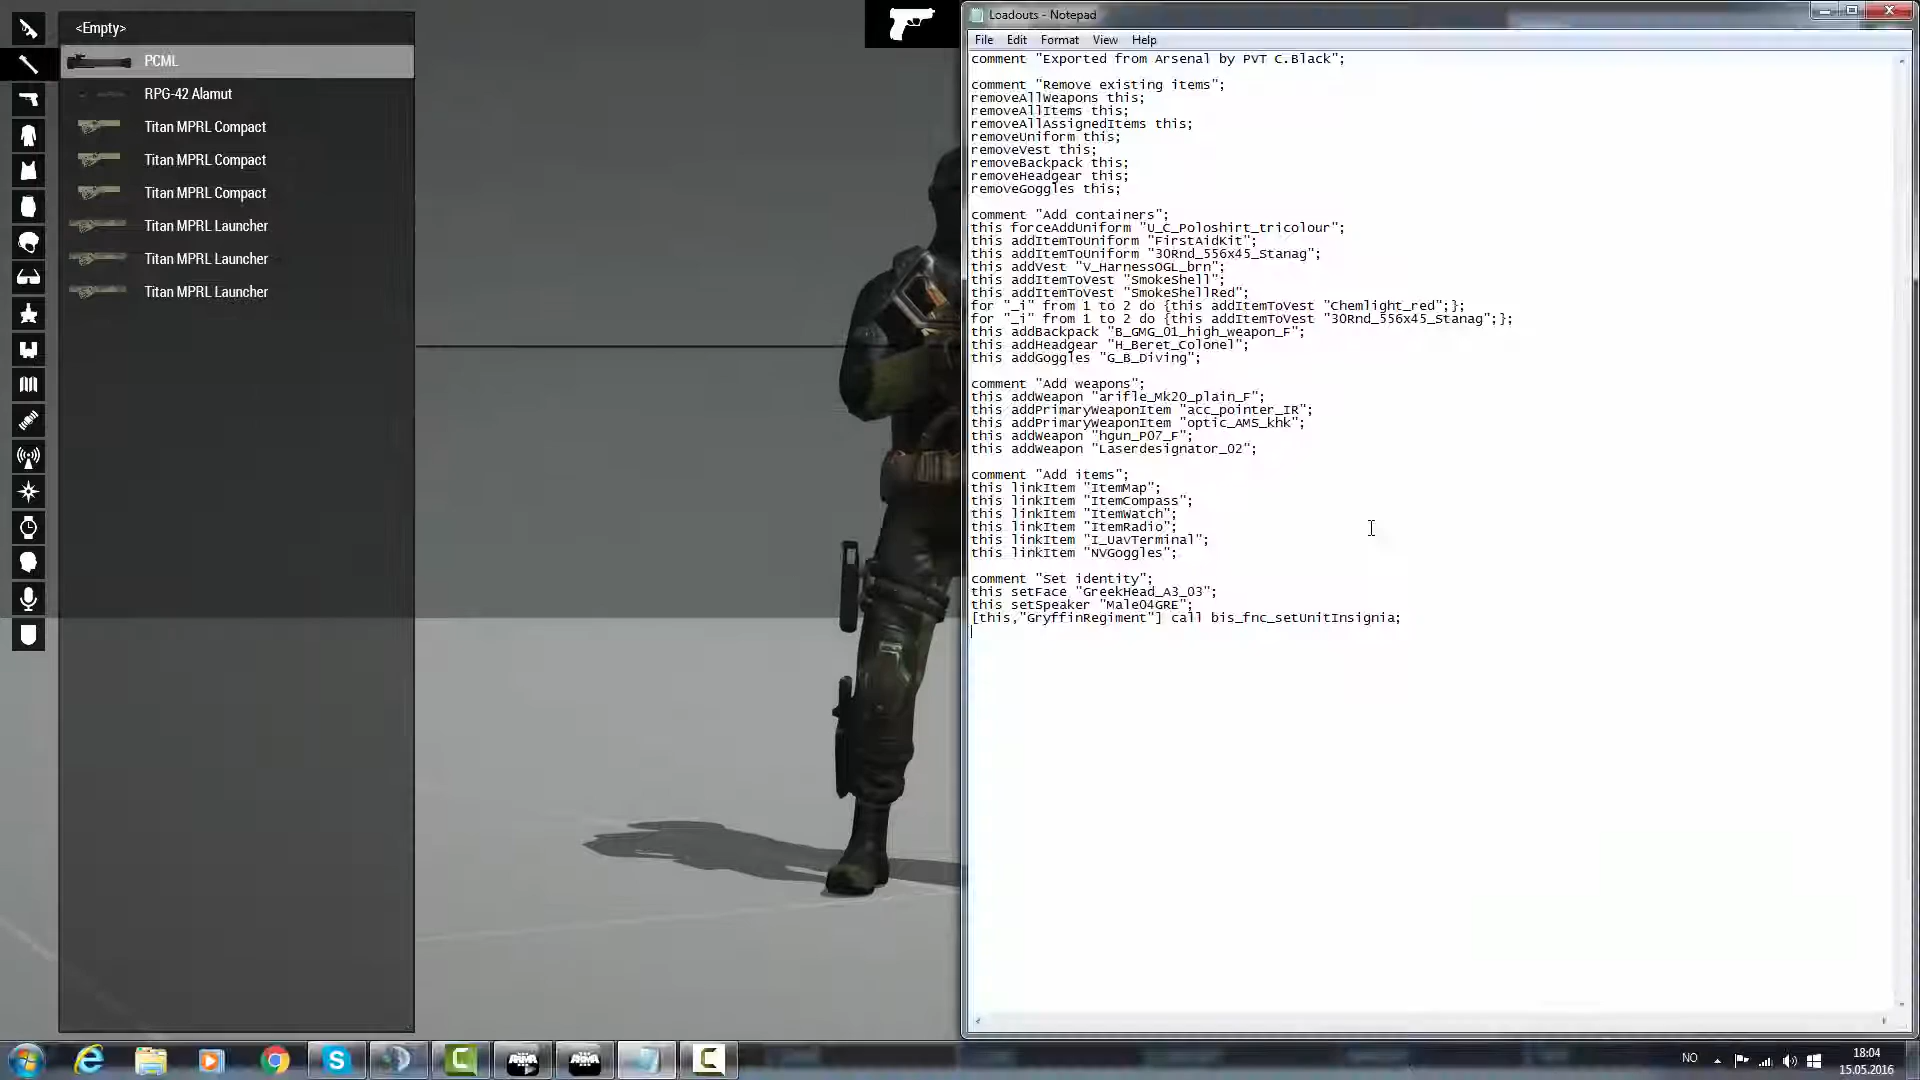 <Empty>
PCML
RPG-42 Alamut
Titan MPRL Compact
Titan MPRL Compact
Titan MPRL Compact
Titan MPRL Launcher
Titan MPRL Launcher
Titan MPRL Launcher
Loadouts - Notepad
File Edit Format View Help
comment "Exported from Arsenal by PVT C.Black";
comment "Remove existing items";
removeAllWeapons this;
removeAllItems this;
removeAllAssignedItems this;
removeUniform this;
removeVest this;
removeBackpack this;
removeHeadgear this;
removeGoggles this;
comment "Add containers";
this forceAddUniform "U_C_Poloshirt_tricolour";
this addItemToUniform "FirstAidKit";
this addItemToUniform "30Rnd_556x45_Stanag";
this addVest "V_HarnessOGL_brn";
this addItemToVest "SmokeShell";
this addItemToVest "SmokeShellRed";
for "_i" from 1 to 2 do {this addItemToVest "Chemlight_red";};
for "_i" from 1 to 2 do {this addItemToVest "30Rnd_556x45_Stanag";};
this addBackpack "B_GMG_01_high_weapon_F";
this addHeadgear "H_Beret_Colonel";
this addGoggles "G_B_Diving";
comment "Add weapons";
this addWeapon "arifle_Mk20_plain_F";
this addPrimaryWeaponItem "acc_pointer_IR";
this addPrimaryWeaponItem "optic_AMS_khk";
this addWeapon "hgun_P07_F";
this addWeapon "Laserdesignator_02";
comment "Add items";
this linkItem "ItemMap";
this linkItem "ItemCompass";
this linkItem "ItemWatch";
this linkItem "ItemRadio";
this linkItem "I_UavTerminal";
this linkItem "NVGoggles";
comment "Set identity";
this setFace "GreekHead_A3_03";
this setSpeaker "Male04GRE";
[this,"GryffinRegiment"] call bis_fnc_setUnitInsignia;
ARMA
ARMA
NO
18:04
15.05.2016